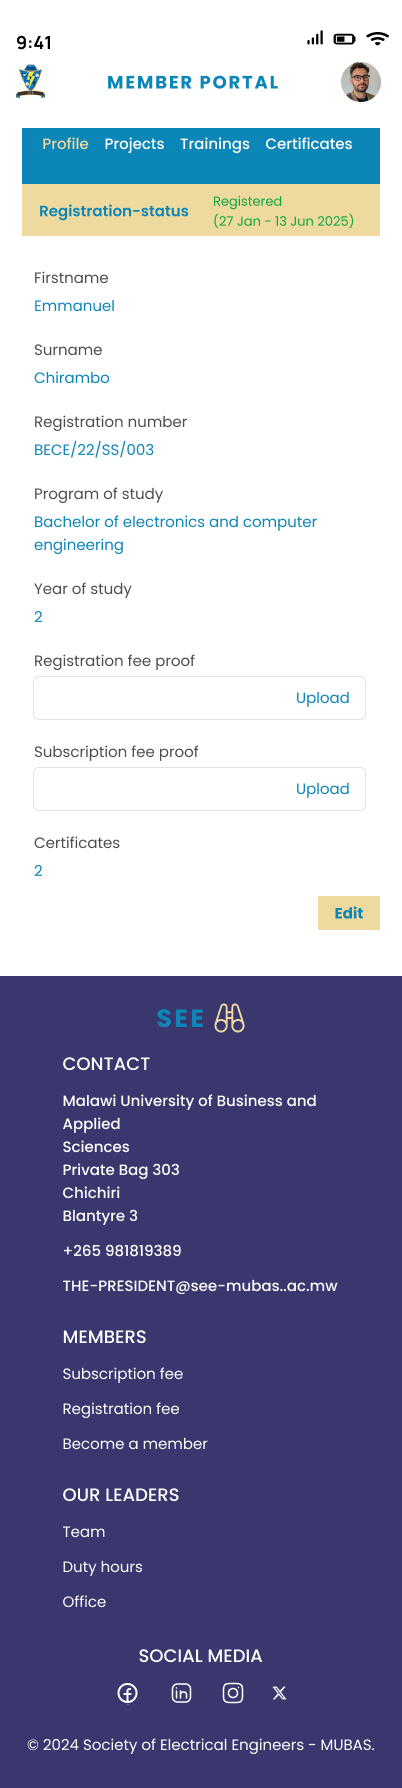 9:41
MEMBER PORTAL
Profile Projects Trainings Certificates
Registration-status
Registered
(27 Jan - 13 Jun 2025)
Firstname
Emmanuel
Surname
Chirambo
Registration number
BECE/22/SS/003
Program of study
Bachelor of electronics and computer
engineering
Year of study
2
Registration fee proof
Upload
Subscription fee proof
Upload
Certificates
2
Edit
SEE
CONTACT
Malawi University of Business and
Applied
Sciences
Private Bag 303
Chichiri
Blantyre 3
+265 981819389
THE-PRESIDENT@see-mubas..ac.mw
MEMBERS
Subscription fee
Registration fee
Become a member
OUR LEADERS
Team
Duty hours
Office
SOCIAL MEDIA
© 2024 Society of Electrical Engineers - MUBAS.